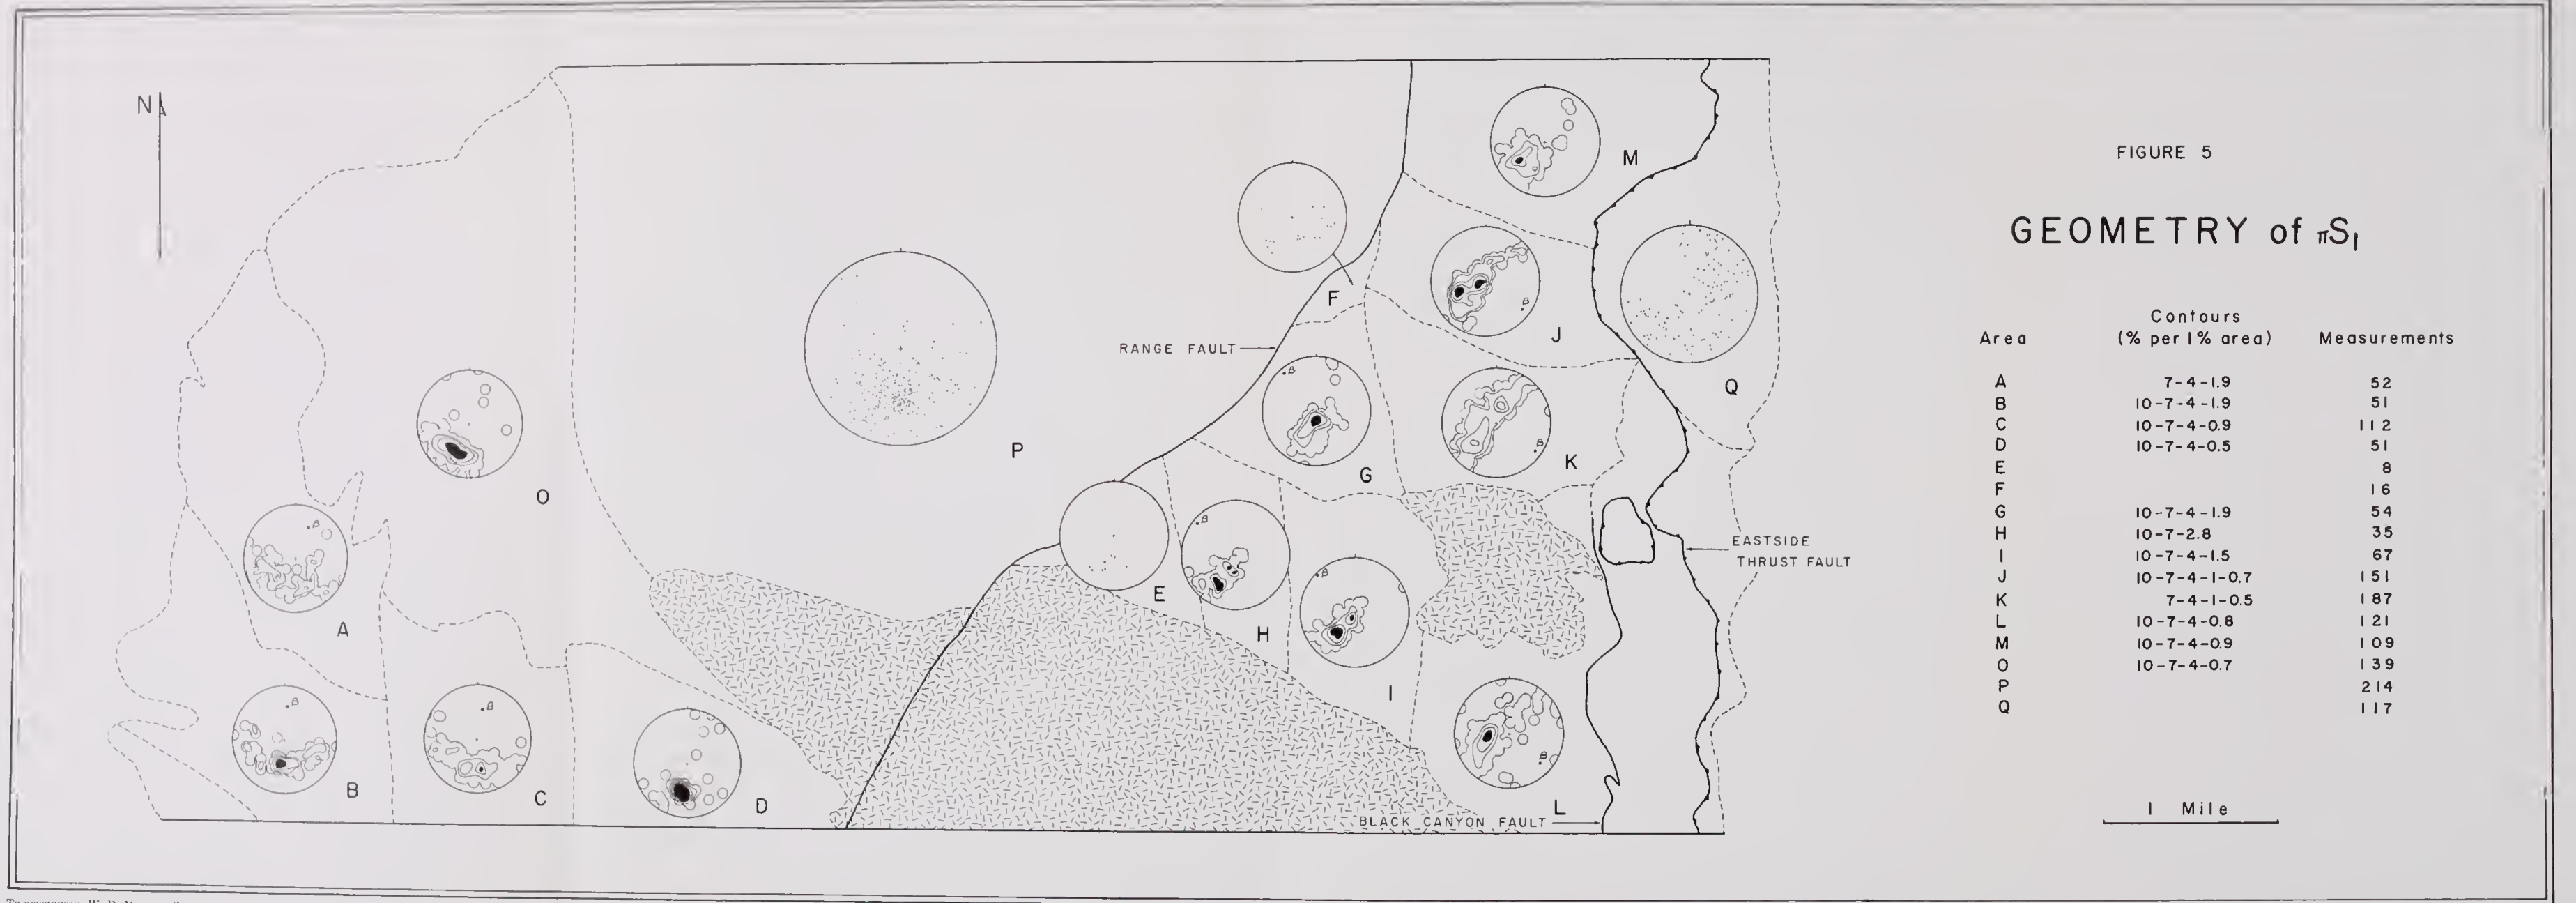 N
FIGURE 5
GEOMETRY of πS₁
M
F
J
RANGE FAULT
Q
P
G
K
O
E
EASTSIDE
THRUST FAULT
A
H
I
B
C
D
L
BLACK CANYON FAULT
β
β
β
β
β
β
β
β
β
Contours
Area (% per 1% area) Measurements
A 7-4-1.9 52
B 10-7-4-1.9 51
C 10-7-4-0.9 112
D 10-7-4-0.5 51
E 8
F 16
G 10-7-4-1.9 54
H 10-7-2.8 35
I 10-7-4-1.5 67
J 10-7-4-1-0.7 151
K 7-4-1-0.5 187
L 10-7-4-0.8 121
M 10-7-4-0.9 109
O 10-7-4-0.7 139
P 214
Q 117
1 Mile